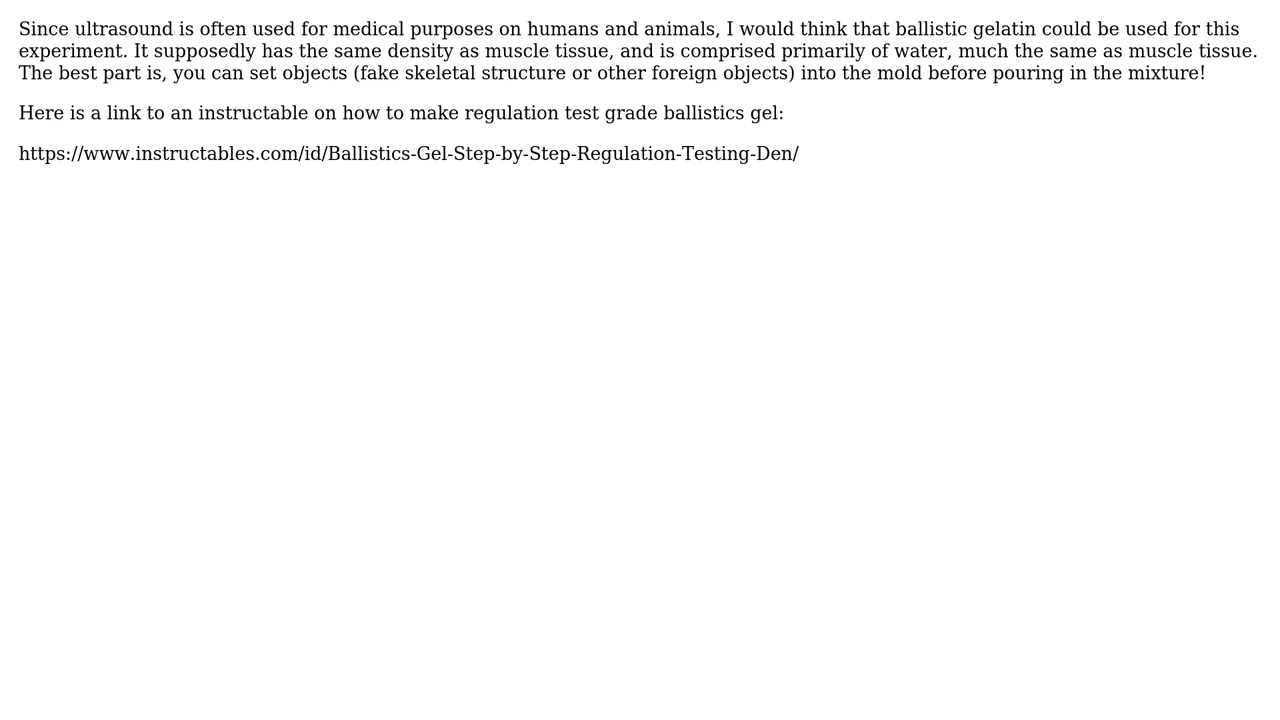 Since ultrasound is often used for medical purposes on humans and animals, I would think that ballistic gelatin could be used for this
experiment. It supposedly has the same density as muscle tissue, and is comprised primarily of water, much the same as muscle tissue.
The best part is, you can set objects (fake skeletal structure or other foreign objects) into the mold before pouring in the mixture!
Here is a link to an instructable on how to make regulation test grade ballistics gel:
https://www.instructables.com/id/Ballistics-Gel-Step-by-Step-Regulation-Testing-Den/